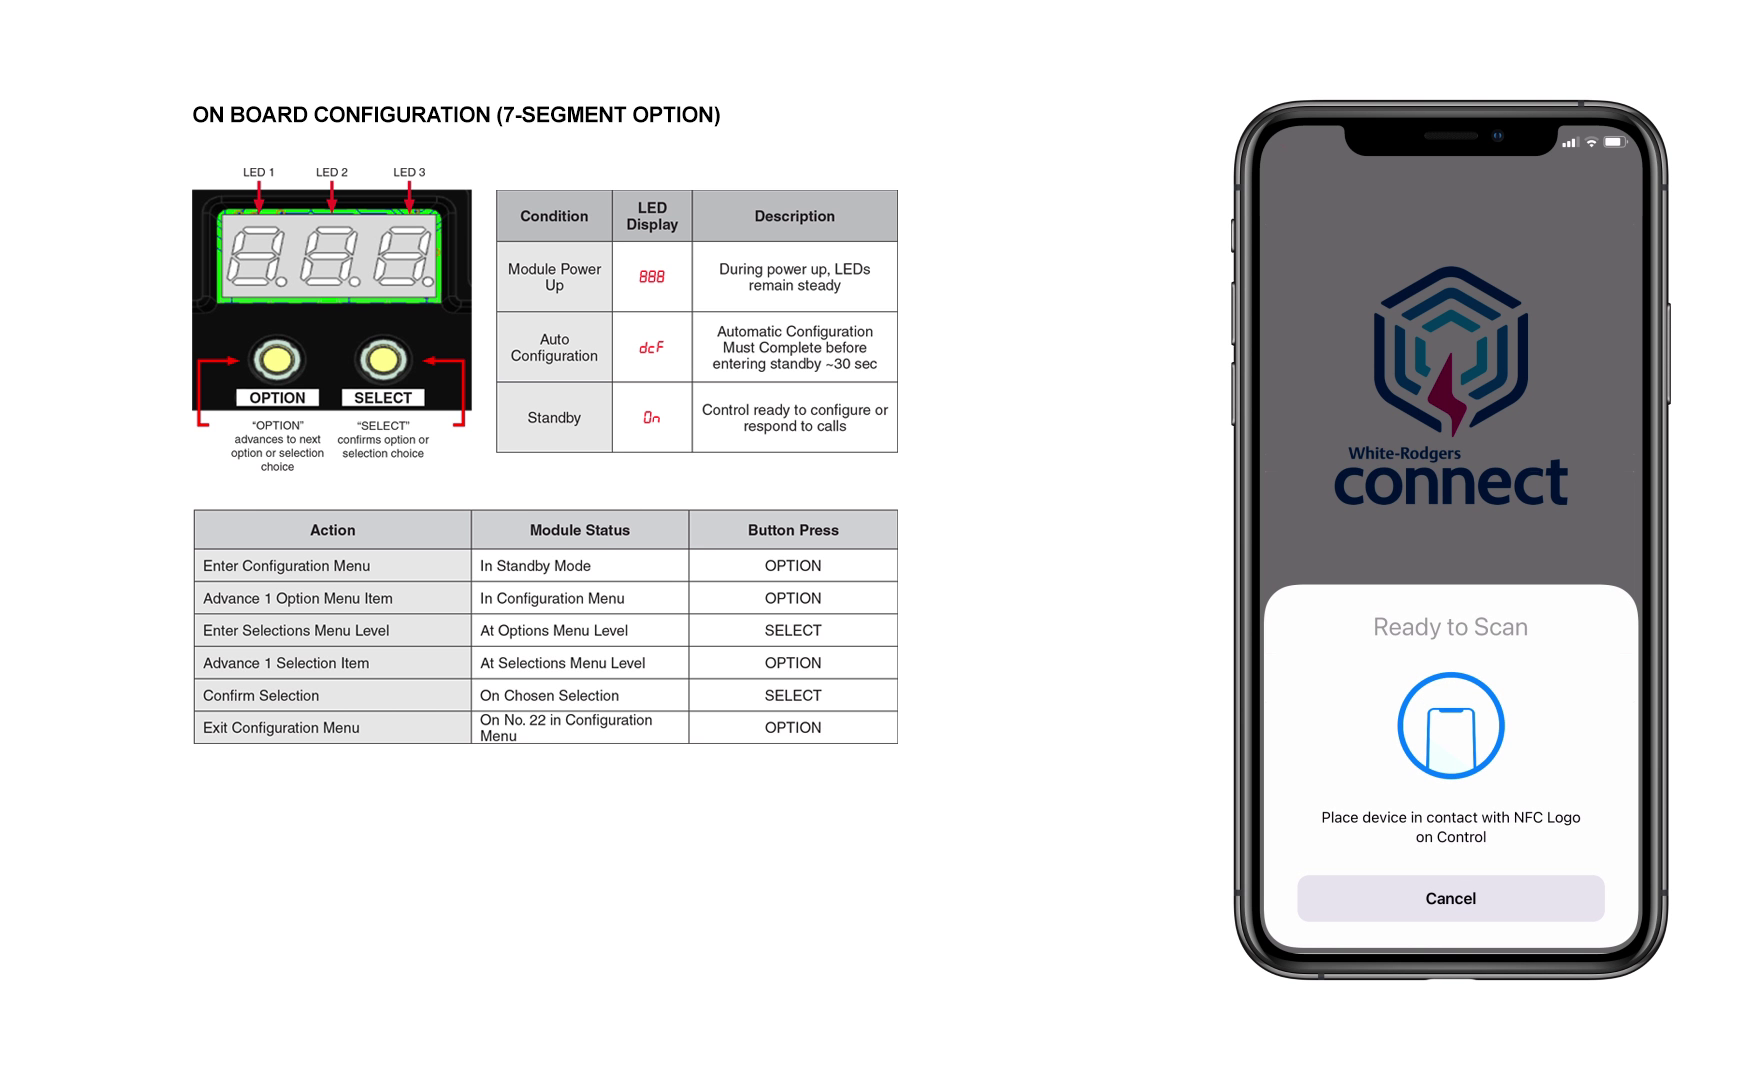 ON BOARD CONFIGURATION (7-SEGMENT OPTION)
LED 1 LED 2 LED 3
OPTION SELECT
“OPTION”
advances to next
option or selection
choice
“SELECT”
confirms option or
selection choice
Condition LED Display Description
Module Power
Up
888
During power up, LEDs
remain steady
Auto
Configuration
dcF
Automatic Configuration
Must Complete before
entering standby ~30 sec
Standby
On
Control ready to configure or
respond to calls
Action Module Status Button Press
Enter Configuration Menu In Standby Mode OPTION
Advance 1 Option Menu Item In Configuration Menu OPTION
Enter Selections Menu Level At Options Menu Level SELECT
Advance 1 Selection Item At Selections Menu Level OPTION
Confirm Selection On Chosen Selection SELECT
Exit Configuration Menu On No. 22 in Configuration Menu OPTION
White-Rodgers
connect
Ready to Scan
Place device in contact with NFC Logo
on Control
Cancel